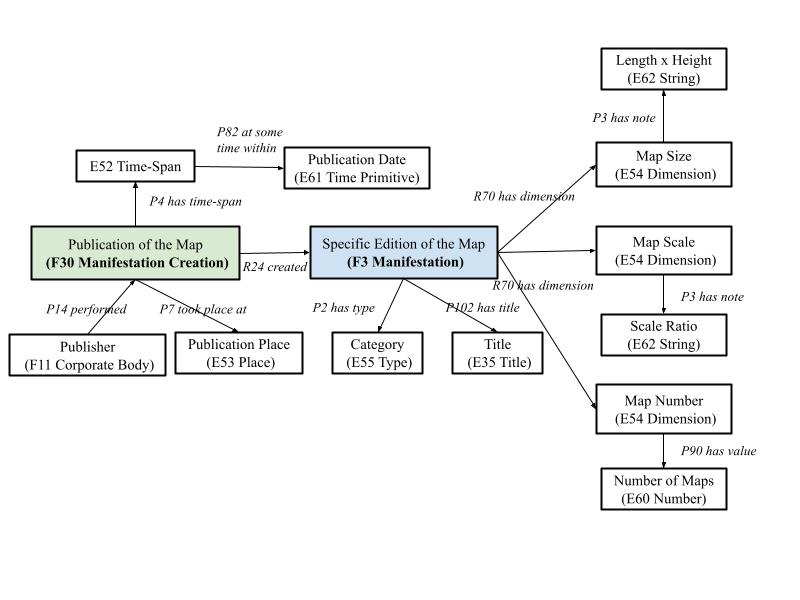 Length x Height
(E62 String)
P3 has note
P82 at some
time within
E52 Time-Span
Publication Date
(E61 Time Primitive)
Map Size
(E54 Dimension)
P4 has time-span
R70 has dimension
Publication of the Map
(F30 Manifestation Creation)
R24 created
Specific Edition of the Map
(F3 Manifestation)
Map Scale
(E54 Dimension)
R70 has dimension
P3 has note
P14 performed
P7 took place at
P2 has type
P102 has title
Scale Ratio
(E62 String)
Publisher
(F11 Corporate Body)
Publication Place
(E53 Place)
Category
(E55 Type)
Title
(E35 Title)
Map Number
(E54 Dimension)
P90 has value
Number of Maps
(E60 Number)